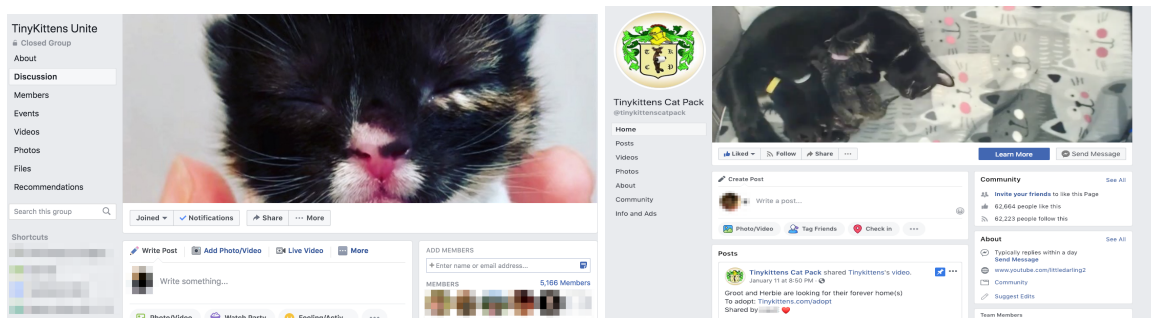 TinyKittens Unite
Closed Group
About
Discussion
Members
Events
Videos
Photos
Files
Recommendations
Search this group
Shortcuts
Joined
Notifications
Share
More
Write Post
Add Photo/Video
Live Video
More
Write something...
Photo/Video
Watch Party
Feeling/Activ...
ADD MEMBERS
+ Enter name or email address...
MEMBERS
5,166 Members
T K
C P
Tinykittens Cat Pack
@tinykittenscatpack
Home
Posts
Videos
Photos
About
Community
Info and Ads
Liked
Follow
Share
Learn More
Send Message
Create Post
Write a post...
Photo/Video
Tag Friends
Check in
Posts
Tinykittens Cat Pack shared Tinykittens's video.
January 11 at 8:50 PM
Groot and Herbie are looking for their forever home(s)
To adopt: Tinykittens.com/adopt
Shared by
Community
See All
Invite your friends to like this Page
62,664 people like this
62,223 people follow this
About
See All
Typically replies within a day
Send Message
www.youtube.com/littledarling2
Community
Suggest Edits
Team Members